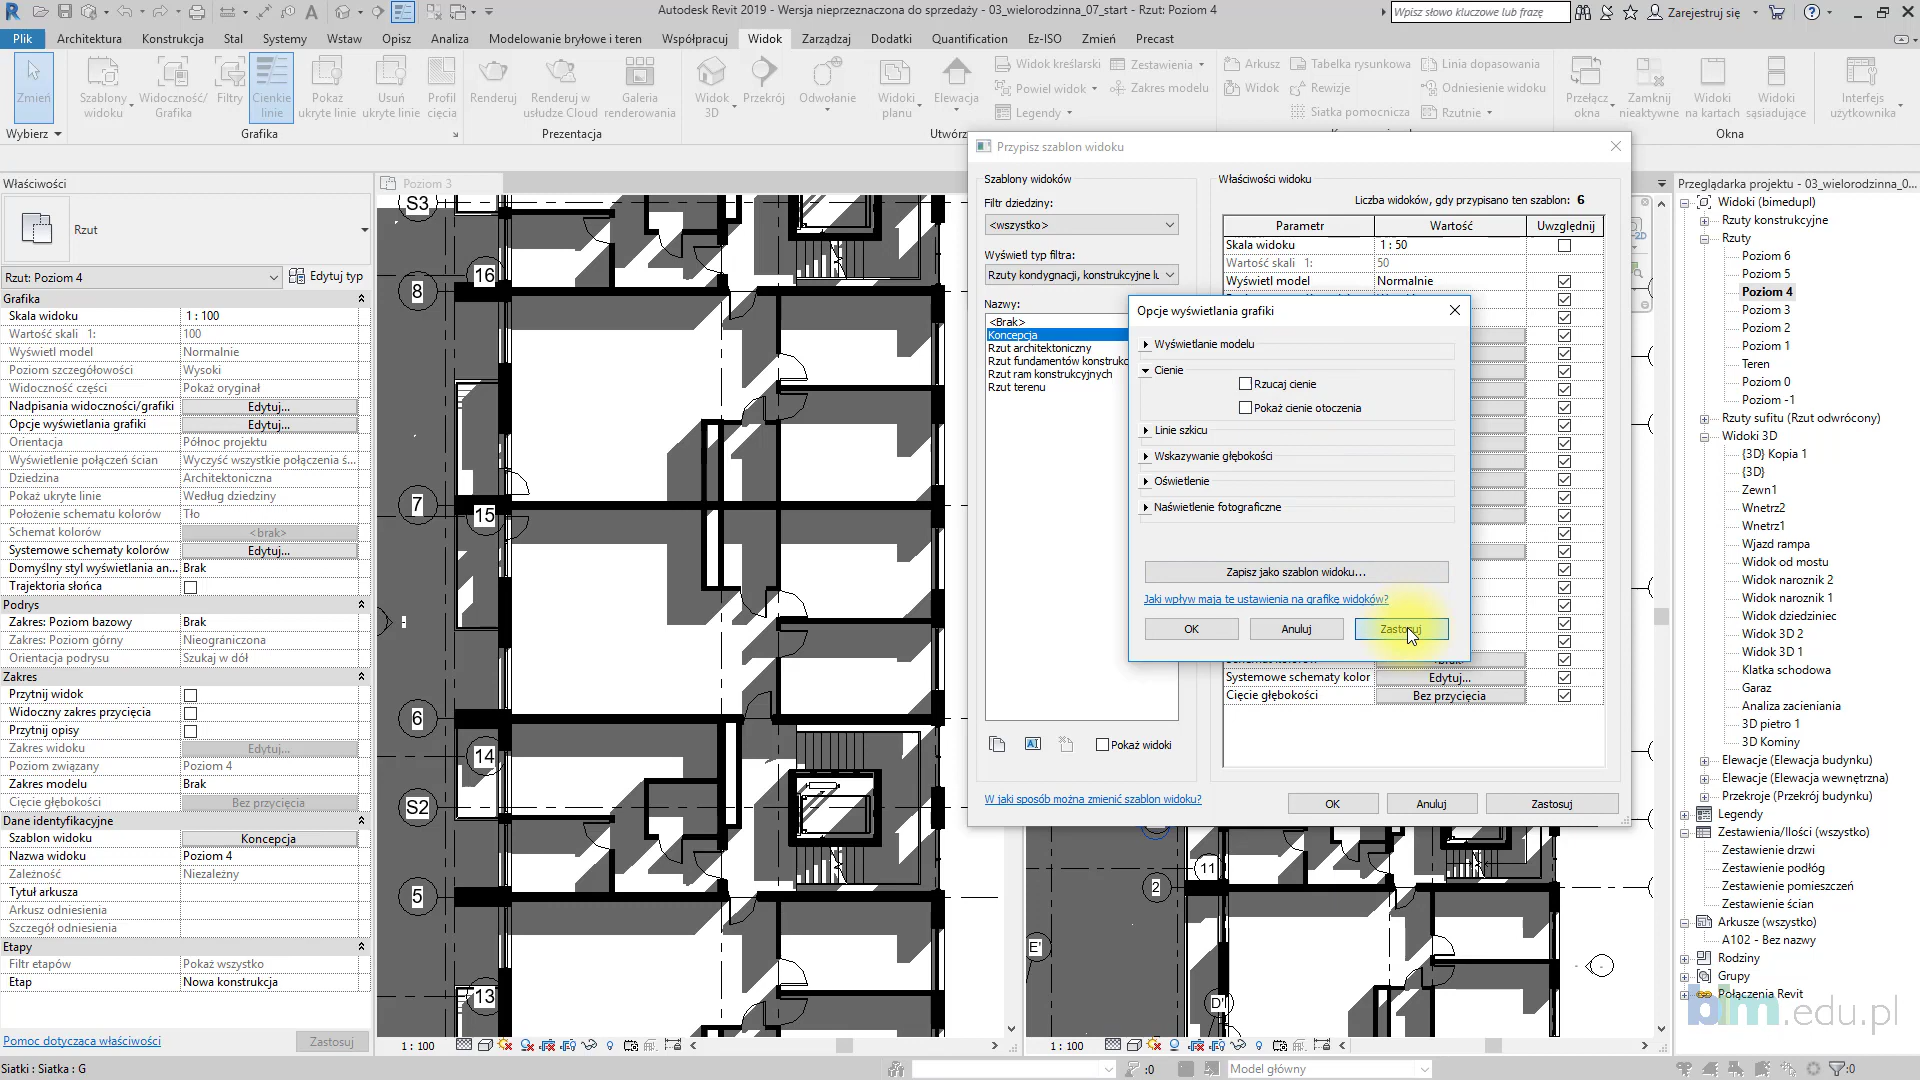 Autodesk Revit 2019 - Wersja nieprzeznaczona do sprzedaży - 03_wielorodzinna_07_start - Rzut: Poziom 4
Wpisz słowo kluczowe lub frazę
Zarejestruj się
Plik Architektura Konstrukcja Stal Systemy Wstaw Opisz Analiza Modelowanie bryłowe i teren Współpracuj Widok Zarządzaj Dodatki Quantification Ez-ISO Zmień Precast
Zmień
Szablony widoku
Widoczność/ Grafika
Filtry
Cienkie linie
Pokaż ukryte linie
Usuń ukryte linie
Profil cięcia
Renderuj
Renderuj w usłudze Cloud
Galeria renderowania
Widok 3D
Przekrój
Odwołanie
Widoki planu
Elewacja
Widok kreślarski
Powiel widok
Legendy
Zestawienia
Zakres modelu
Arkusz
Widok
Tabelka rysunkowa
Rewizje
Siatka pomocnicza
Linia dopasowania
Odniesienie widoku
Rzutnie
Przełącz okna
Zamknij nieaktywne
Widoki na kartach
Widoki sąsiadujące
Interfejs użytkownika
Wybierz
Grafika
Prezentacja
Okna
Właściwości
Rzut
Rzut: Poziom 4
Edytuj typ
Grafika
Skala widoku 1 : 100
Wartość skali 1: 100
Wyświetl model Normalnie
Poziom szczegółowości Wysoki
Widoczność części Pokaż oryginał
Nadpisania widoczności/grafiki Edytuj...
Opcje wyświetlania grafiki Edytuj...
Orientacja Północ projektu
Wyświetlenie połączeń ścian Wyczyść wszystkie połączenia ś...
Dziedzina Architektoniczna
Pokaż ukryte linie Według dziedziny
Położenie schematu kolorów Tło
Schemat kolorów <brak>
Systemowe schematy kolorów Edytuj...
Domyślny styl wyświetlania an... Brak
Trajektoria słońca
Podrys
Zakres: Poziom bazowy Brak
Zakres: Poziom górny Nieograniczona
Orientacja podrysu Szukaj w dół
Zakres
Przytnij widok
Widoczny zakres przycięcia
Przytnij opisy
Zakres widoku Edytuj...
Poziom związany Poziom 4
Zakres modelu Brak
Cięcie głębokości Bez przycięcia
Dane identyfikacyjne
Szablon widoku Koncepcja
Nazwa widoku Poziom 4
Zależność Niezależny
Tytuł arkusza
Arkusz odniesienia
Szczegół odniesienia
Etapy
Filtr etapów Pokaż wszystko
Etap Nowa konstrukcja
Pomoc dotycząca właściwości
Zastosuj
Siatki : Siatka : G
Poziom 3
S3
16
8
7
15
6
14
S2
5
13
1 : 100
Przypisz szablon widoku
Szablony widoków
Filtr dziedziny:
<wszystko>
Wyświetl typ filtra:
Rzuty kondygnacji, konstrukcyjne lu
Nazwy:
<Brak>
Koncepcja
Rzut architektoniczny
Rzut fundamentów konstrukc
Rzut ram konstrukcyjnych
Rzut terenu
Pokaż widoki
W jaki sposób można zmienić szablon widoku?
Właściwości widoku
Liczba widoków, gdy przypisano ten szablon: 6
Parametr Wartość Uwzględnij
Skala widoku 1 : 50
Wartość skali 1: 50
Wyświetl model Normalnie
Systemowe schematy kolor Edytuj...
Cięcie głębokości Bez przycięcia
OK Anuluj Zastosuj
Opcje wyświetlania grafiki
Wyświetlanie modelu
Cienie
Rzucaj cienie
Pokaż cienie otoczenia
Linie szkicu
Wskazywanie głębokości
Oświetlenie
Naświetlenie fotograficzne
Zapisz jako szablon widoku...
Jaki wpływ mają te ustawienia na grafikę widoków?
OK Anuluj Zastosuj
11
2
E'
D'
1 : 100
:0
Model główny
:0
Przeglądarka projektu - 03_wielorodzinna_0...
Widoki (bimedupl)
Rzuty konstrukcyjne
Rzuty
Poziom 6
Poziom 5
Poziom 4
Poziom 3
Poziom 2
Poziom 1
Teren
Poziom 0
Poziom -1
Rzuty sufitu (Rzut odwrócony)
Widoki 3D
{3D} Kopia 1
{3D}
Zewn1
Wnetrz2
Wnetrz1
Wjazd rampa
Widok od mostu
Widok naroznik 2
Widok naroznik 1
Widok dziedziniec
Widok 3D 2
Widok 3D 1
Klatka schodowa
Garaz
Analiza zacieniania
3D pietro 1
3D Kominy
Elewacje (Elewacja budynku)
Elewacje (Elewacja wewnętrzna)
Przekroje (Przekrój budynku)
Legendy
Zestawienia/Ilości (wszystko)
Zestawienie drzwi
Zestawienie podłóg
Zestawienie pomieszczeń
Zestawienie ścian
Arkusze (wszystko)
A102 - Bez nazwy
Rodziny
Grupy
Połączenia Revit
bim.edu.pl